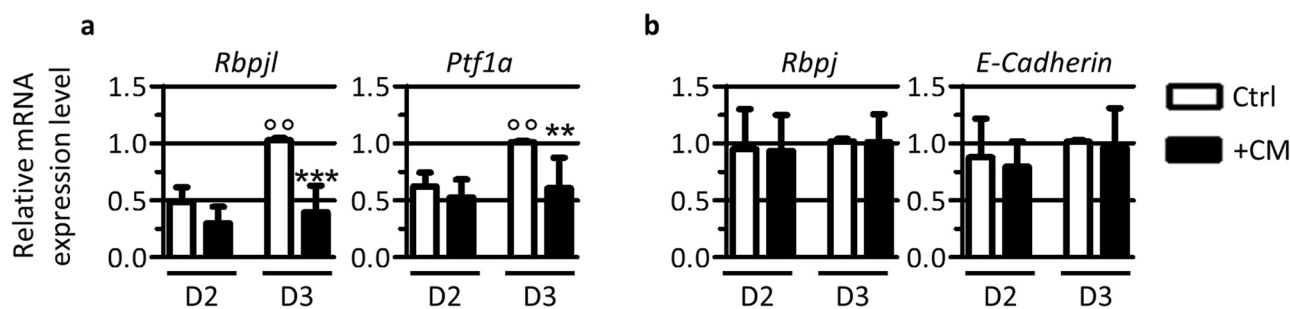 a
b
Rbpjl
Ptf1a
Rbpj
E-Cadherin
Relative mRNA
expression level
1.5
1.0
0.5
0.0
°°
***
D2
D3
1.5
1.0
0.5
0.0
°°
**
D2
D3
1.5
1.0
0.5
0.0
D2
D3
1.5
1.0
0.5
0.0
D2
D3
Ctrl
+CM